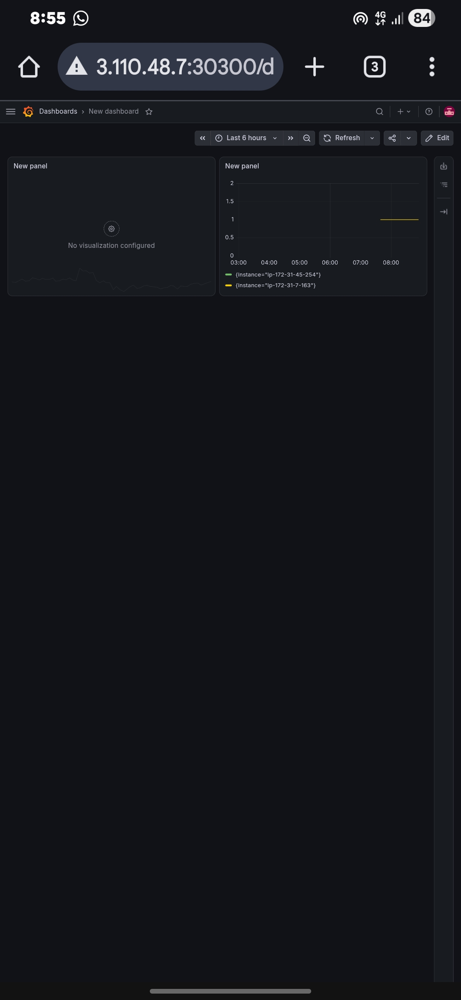 8:55
4G
84
3.110.48.7:30300/d
3
Dashboards › New dashboard
Last 6 hours
Refresh
Edit
New panel
No visualization configured
New panel
2
1.5
1
0.5
0
03:00 04:00 05:00 06:00 07:00 08:00
{instance="ip-172-31-45-254"}
{instance="ip-172-31-7-163"}